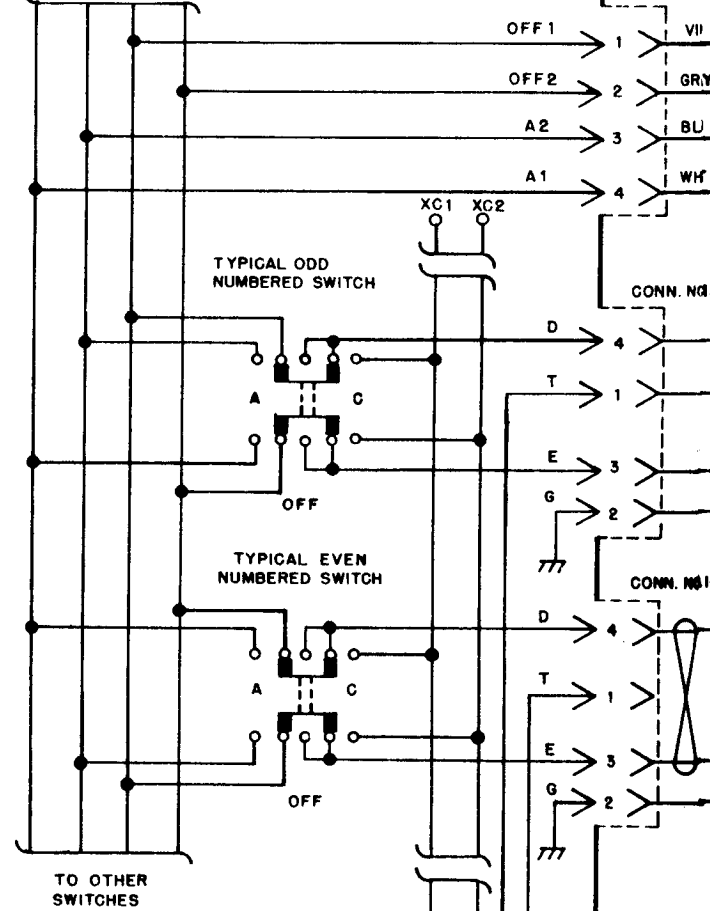 OFF 1 1 VII
OFF 2 2 GRY
A 2 3 BU
A 1 4 WH
XC1 XC2
TYPICAL ODD
NUMBERED SWITCH
CONN. NO
D 4
T 1
A C
E 3
G 2
OFF
TYPICAL EVEN
NUMBERED SWITCH
CONN.
D 4
A C
T 1
E 3
G 2
OFF
TO OTHER
SWITCHES